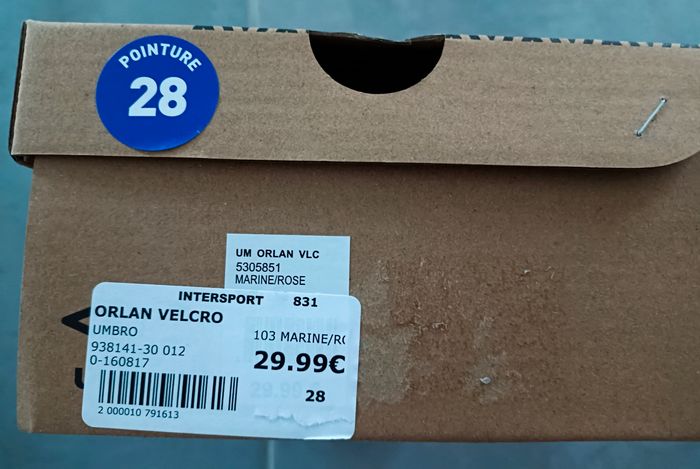 POINTURE
28
UM ORLAN VLC
5305851
MARINE/ROSE
INTERSPORT 831
ORLAN VELCRO
UMBRO
938141-30 012
0-160817
103 MARINE/RO
29.99€
28
2 000010 791613